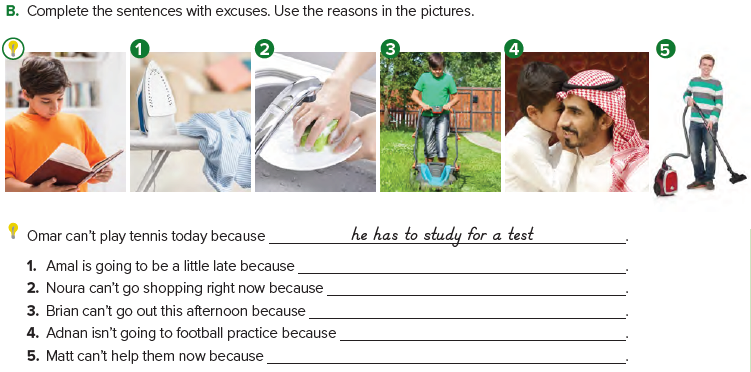 B. Complete the sentences with excuses. Use the reasons in the pictures.
1 2 3 4 5
Omar can't play tennis today because he has to study for a test.
1. Amal is going to be a little late because .
2. Noura can't go shopping right now because .
3. Brian can't go out this afternoon because .
4. Adnan isn't going to football practice because .
5. Matt can't help them now because .